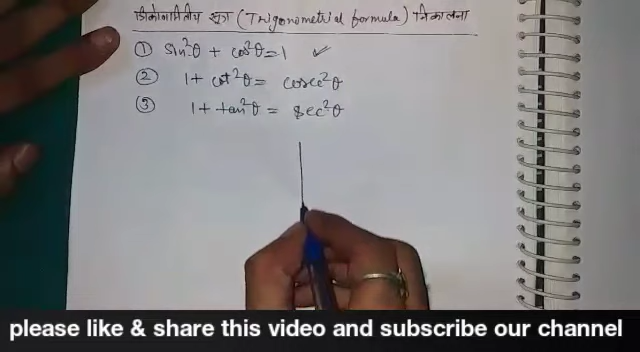 त्रिकोणमितीय सूत्र (Trigonometrial formula) निकालना
① sin²θ + cos²θ = 1 ✓
② 1 + cot²θ = cosec²θ
③ 1 + tan²θ = sec²θ
please like & share this video and subscribe our channel